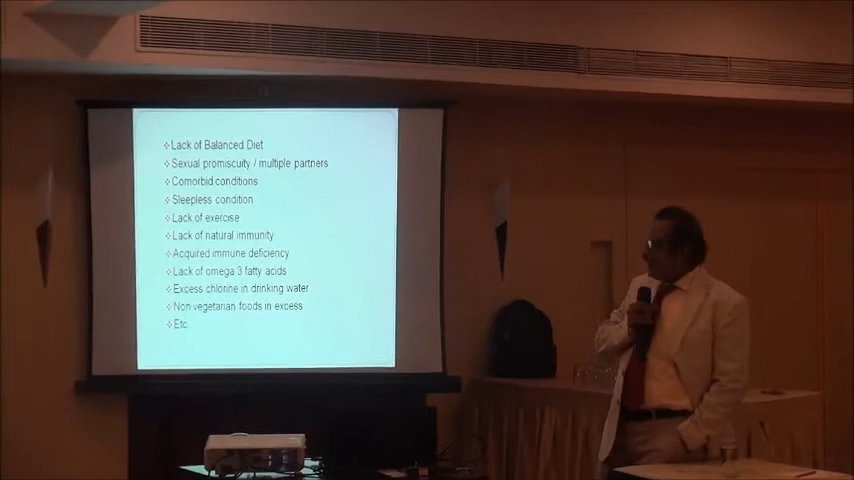 Lack of Balanced Diet
Sexual promiscuity / multiple partners
Comorbid conditions
Sleepless condition
Lack of exercise
Lack of natural immunity
Acquired immune deficiency
Lack of omega 3 fatty acids
Excess chlorine in drinking water
Non-vegetarian foods in excess
Etc.